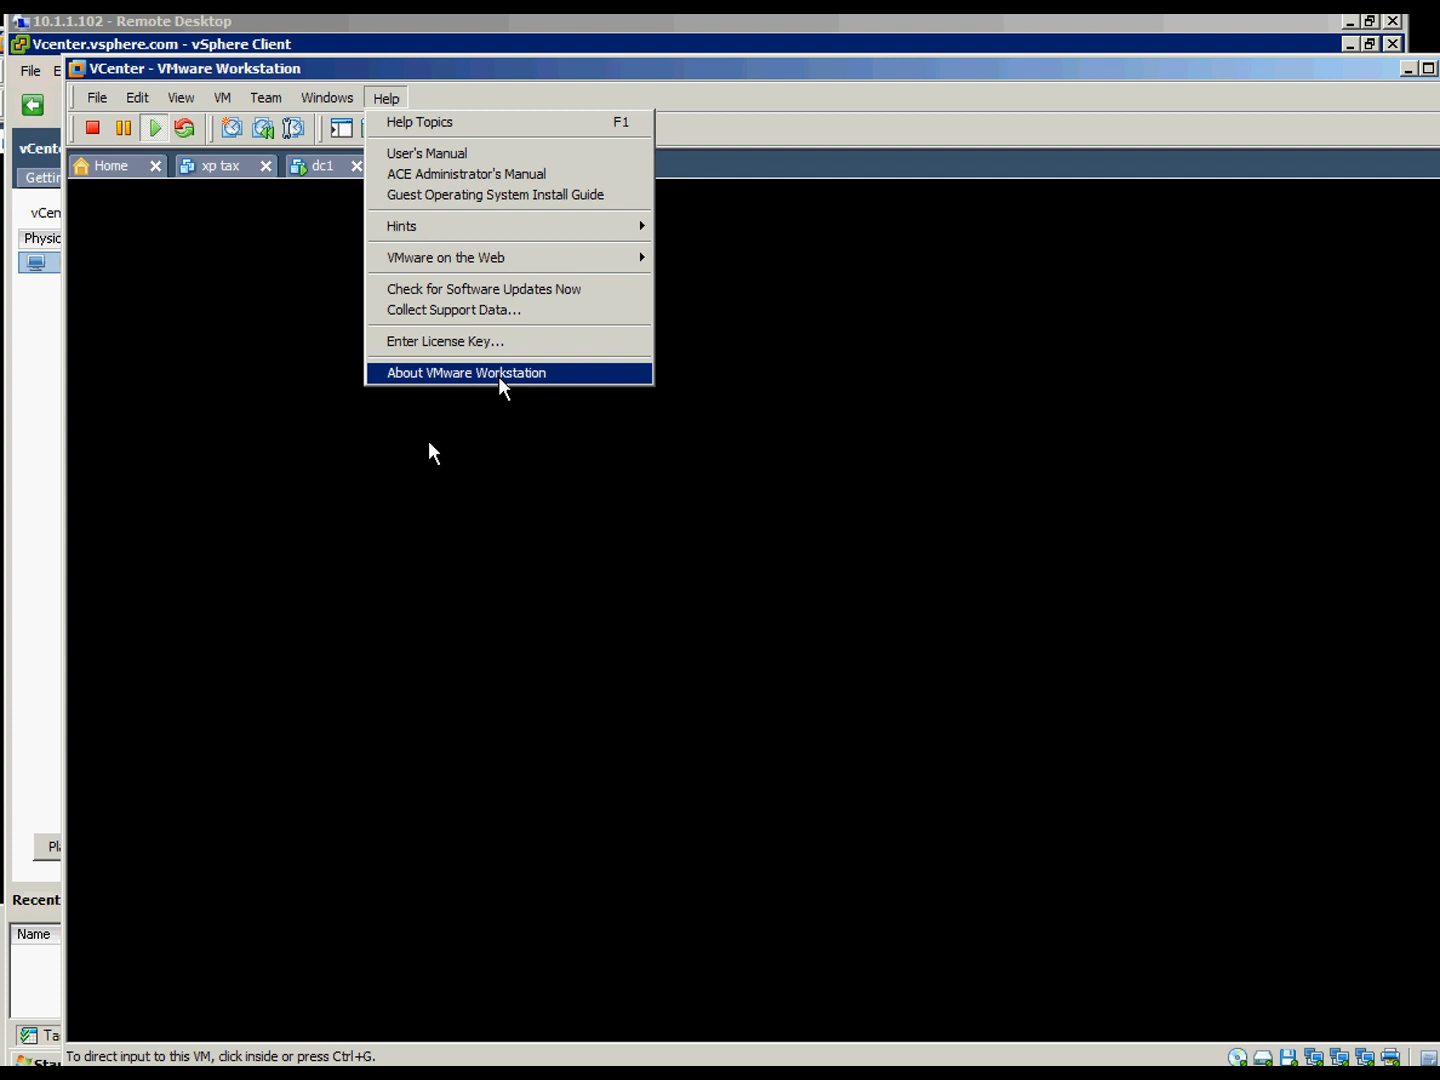 10.1.1.102 - Remote Desktop
Vcenter.vsphere.com - vSphere Client
File
VCenter - VMware Workstation
File Edit View VM Team Windows Help
Help Topics F1
User's Manual
ACE Administrator's Manual
Guest Operating System Install Guide
Hints
VMware on the Web
Check for Software Updates Now
Collect Support Data...
Enter License Key...
About VMware Workstation
Home xp tax dc1
vCent
Gettin
vCen
Physic
Pl
Recent
Name
Ta
Star
To direct input to this VM, click inside or press Ctrl+G.